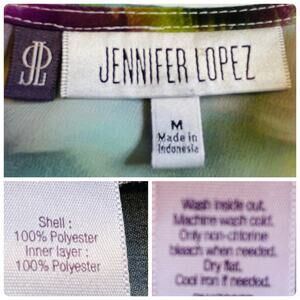 JL
JENNIFER LOPEZ
M
Made in
Indonesia
Shell :
100% Polyester
Inner layer :
100% Polyester
Wash inside out.
Machine wash cold.
Only non-chlorine
bleach when needed.
Dry flat.
Cool iron if needed.